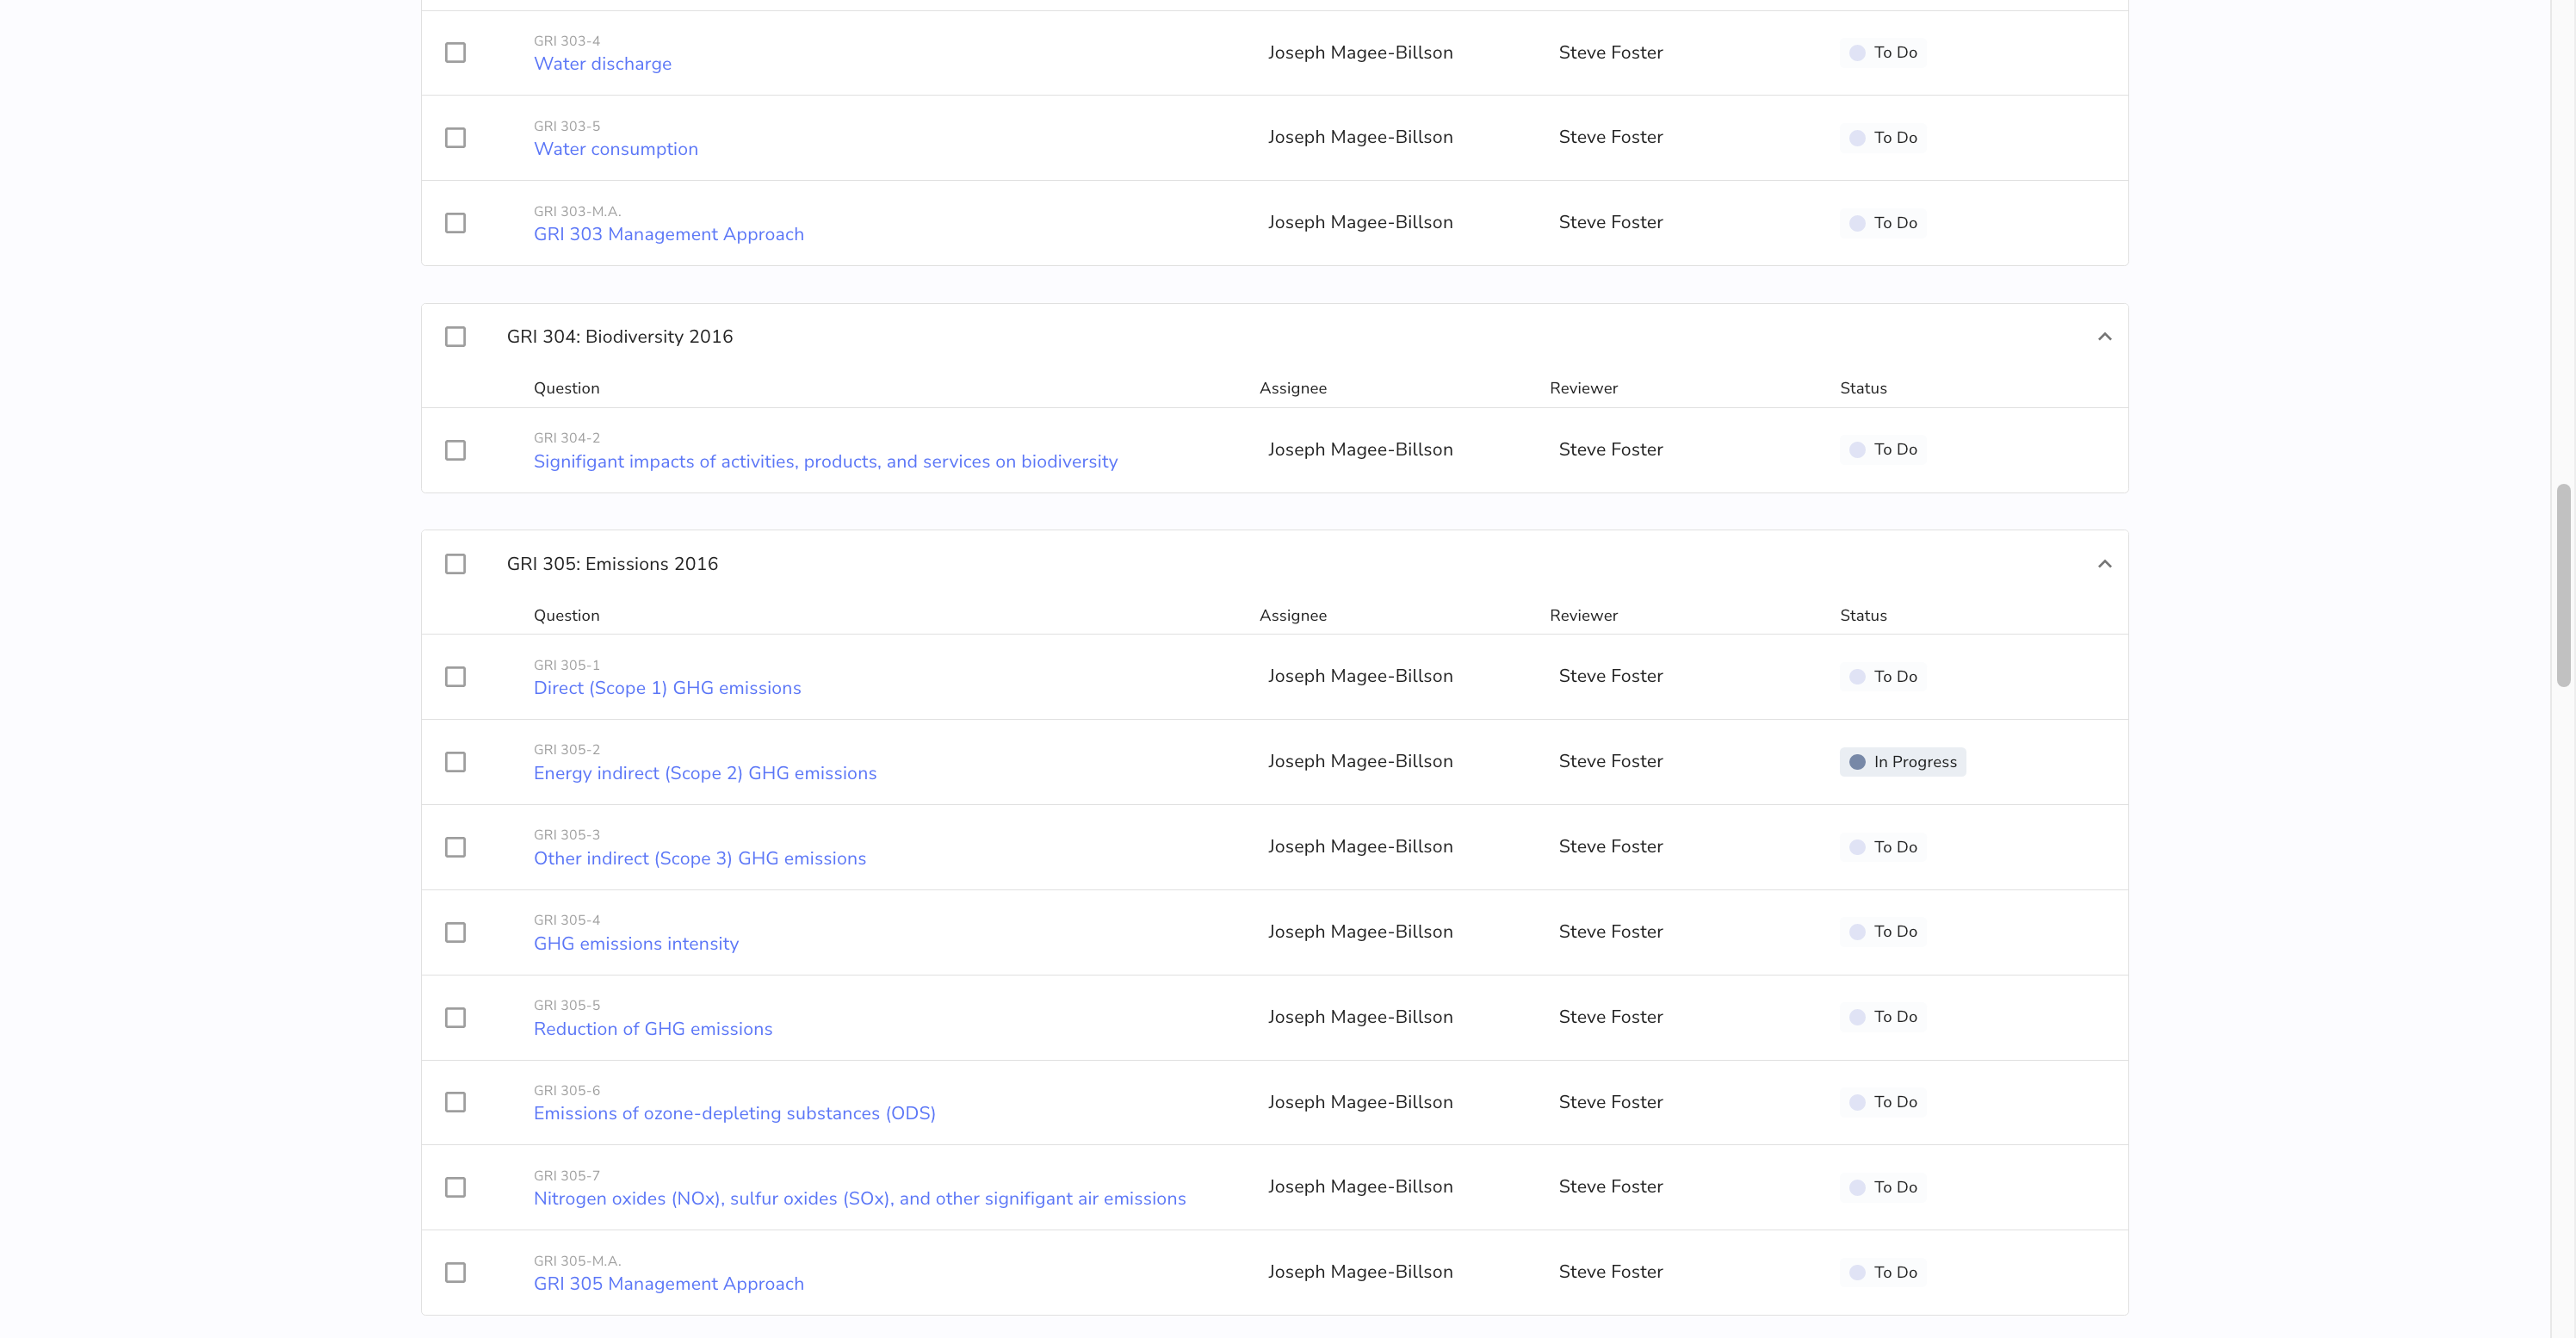 GRI 303-4
Water discharge
Joseph Magee-Billson
Steve Foster
To Do
GRI 303-5
Water consumption
Joseph Magee-Billson
Steve Foster
To Do
GRI 303-M.A.
GRI 303 Management Approach
Joseph Magee-Billson
Steve Foster
To Do
GRI 304: Biodiversity 2016
Question
Assignee
Reviewer
Status
GRI 304-2
Signifigant impacts of activities, products, and services on biodiversity
Joseph Magee-Billson
Steve Foster
To Do
GRI 305: Emissions 2016
Question
Assignee
Reviewer
Status
GRI 305-1
Direct (Scope 1) GHG emissions
Joseph Magee-Billson
Steve Foster
To Do
GRI 305-2
Energy indirect (Scope 2) GHG emissions
Joseph Magee-Billson
Steve Foster
In Progress
GRI 305-3
Other indirect (Scope 3) GHG emissions
Joseph Magee-Billson
Steve Foster
To Do
GRI 305-4
GHG emissions intensity
Joseph Magee-Billson
Steve Foster
To Do
GRI 305-5
Reduction of GHG emissions
Joseph Magee-Billson
Steve Foster
To Do
GRI 305-6
Emissions of ozone-depleting substances (ODS)
Joseph Magee-Billson
Steve Foster
To Do
GRI 305-7
Nitrogen oxides (NOx), sulfur oxides (SOx), and other signifigant air emissions
Joseph Magee-Billson
Steve Foster
To Do
GRI 305-M.A.
GRI 305 Management Approach
Joseph Magee-Billson
Steve Foster
To Do